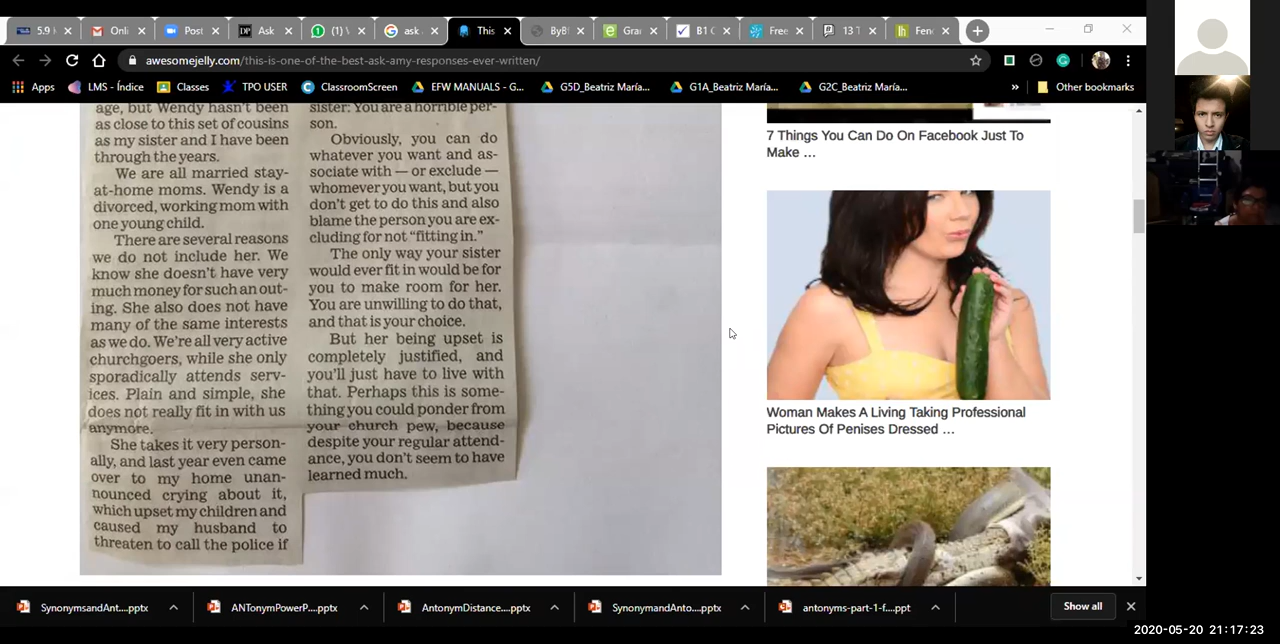 5.9
Onli
Post
Ask
(1)
ask
This
ByB
Gra
B1 C
Free
13 T
Fen
awesomejelly.com/this-is-one-of-the-best-ask-amy-responses-ever-written/
Apps
LMS - Índice
Classes
TPO USER
ClassroomScreen
EFW MANUALS - G...
G5D_Beatriz María...
G1A_Beatriz María...
G2C_Beatriz María...
»
Other bookmarks
age, but Wendy hasn't been
as close to this set of cousins
as my sister and I have been
through the years.
We are all married stay-
at-home moms. Wendy is a
divorced, working mom with
one young child.
There are several reasons
we do not include her. We
know she doesn't have very
much money for such an out-
ing. She also does not have
many of the same interests
as we do. We're all very active
churchgoers, while she only
sporadically attends serv-
ices. Plain and simple, she
does not really fit in with us
anymore.
She takes it very person-
ally, and last year even came
over to my home unan-
nounced crying about it,
which upset my children and
caused my husband to
threaten to call the police if
sister: You are a horrible per-
son.
Obviously, you can do
whatever you want and as-
sociate with — or exclude —
whomever you want, but you
don't get to do this and also
blame the person you are ex-
cluding for not "fitting in."
The only way your sister
would ever fit in would be for
you to make room for her.
You are unwilling to do that,
and that is your choice.
But her being upset is
completely justified, and
you'll just have to live with
that. Perhaps this is some-
thing you could ponder from
your church pew, because
despite your regular attend-
ance, you don't seem to have
learned much.
7 Things You Can Do On Facebook Just To
Make ...
Woman Makes A Living Taking Professional
Pictures Of Penises Dressed ...
SynonymsandAnt....pptx
ANTonymPowerP....pptx
AntonymDistance....pptx
SynonymandAnto....pptx
antonyms-part-1-f....ppt
Show all
2020-05-20 21:17:23